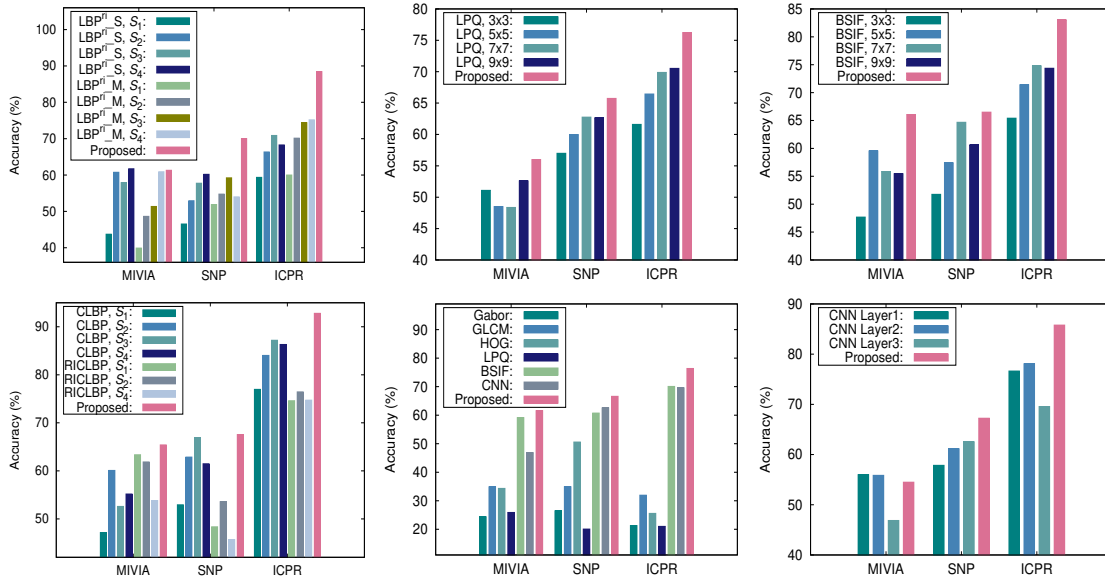 LBP^ri_S, S1:
LBP^ri_S, S2:
LBP^ri_S, S3:
LBP^ri_S, S4:
LBP^ri_M, S1:
LBP^ri_M, S2:
LBP^ri_M, S3:
LBP^ri_M, S4:
Proposed:
Accuracy (%)
100
90
80
70
60
50
40
MIVIA SNP ICPR
LPQ, 3x3:
LPQ, 5x5:
LPQ, 7x7:
LPQ, 9x9:
Proposed:
Accuracy (%)
80
75
70
65
60
55
50
45
40
MIVIA SNP ICPR
BSIF, 3x3:
BSIF, 5x5:
BSIF, 7x7:
BSIF, 9x9:
Proposed:
Accuracy (%)
85
80
75
70
65
60
55
50
45
40
MIVIA SNP ICPR
CLBP, S1:
CLBP, S2:
CLBP, S3:
CLBP, S4:
RICLBP, S1:
RICLBP, S2:
RICLBP, S4:
Proposed:
Accuracy (%)
90
80
70
60
50
MIVIA SNP ICPR
Gabor:
GLCM:
HOG:
LPQ:
BSIF:
CNN:
Proposed:
Accuracy (%)
90
80
70
60
50
40
30
20
MIVIA SNP ICPR
CNN Layer1:
CNN Layer2:
CNN Layer3:
Proposed:
Accuracy (%)
90
80
70
60
50
40
MIVIA SNP ICPR